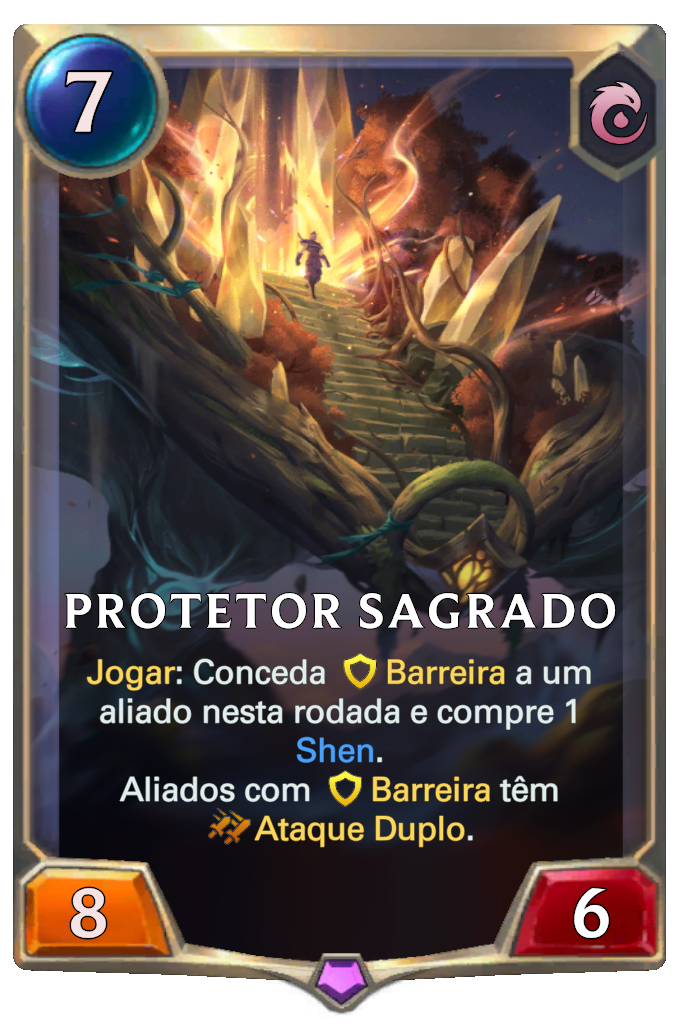 7
PROTETOR SAGRADO
Jogar: Conceda Barreira a um
aliado nesta rodada e compre 1
Shen.
Aliados com Barreira têm
Ataque Duplo.
8
6